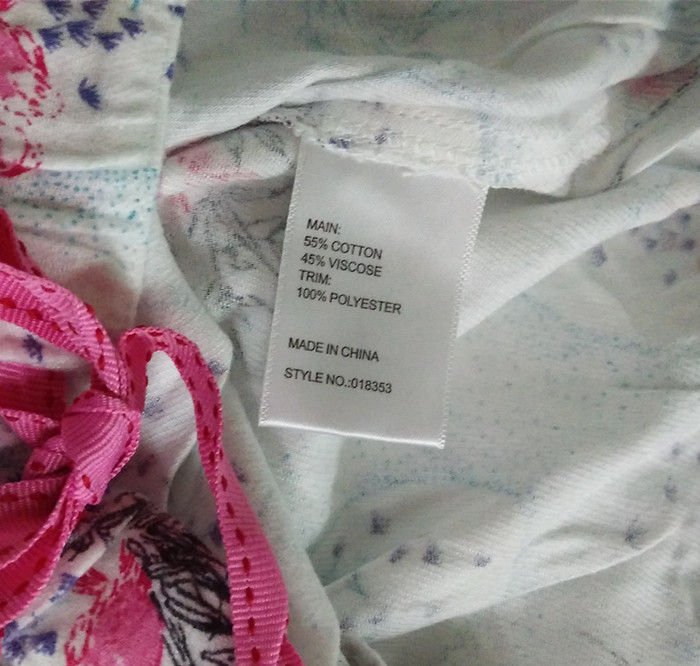 MAIN:
55% COTTON
45% VISCOSE
TRIM:
100% POLYESTER
MADE IN CHINA
STYLE NO.:018353